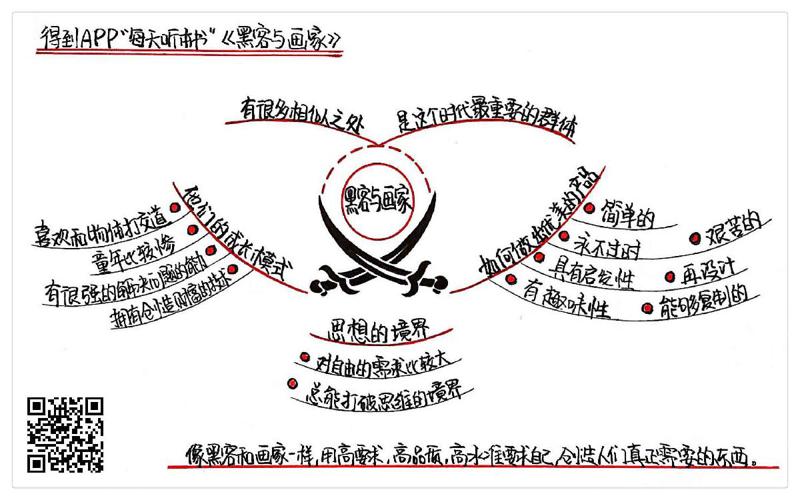 得到APP"每天听本书"《黑客与画家》
有很多相似之处
是这个时代最重要的群体
黑客与画家
他们的成长模式
喜欢和物体打交道
童年比较惨
有很强的解决问题的能力
拥有创造财富的技术
如何做出优美的产品
简单的
永不过时
具有启发性
有趣味性
艰苦的
再设计
能够复制的
思想的境界
对自由的需求比较大
总能打破思维的境界
像黑客和画家一样,用高要求,高品质,高水准要求自己,创造人们真正需要的东西。